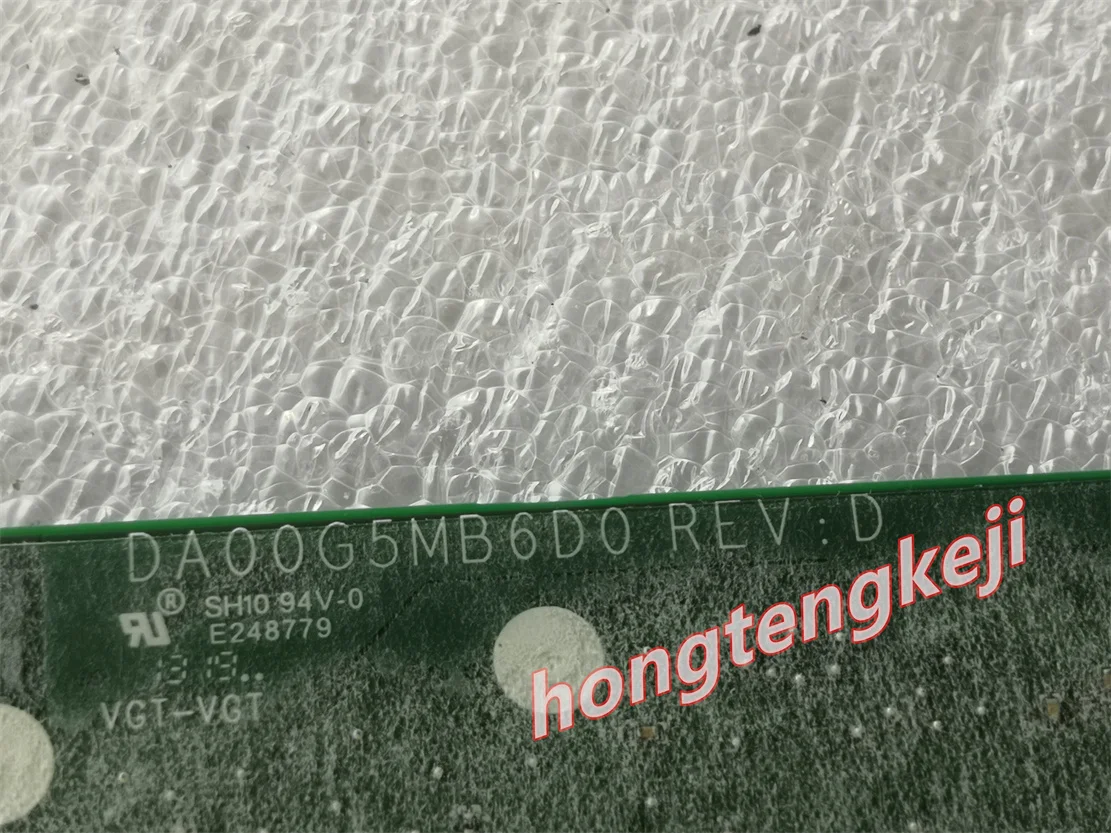 DA00G5MB6D0 REV:D
® SH10 94V-0
E248779
VGT-VGT
hongtengkeji